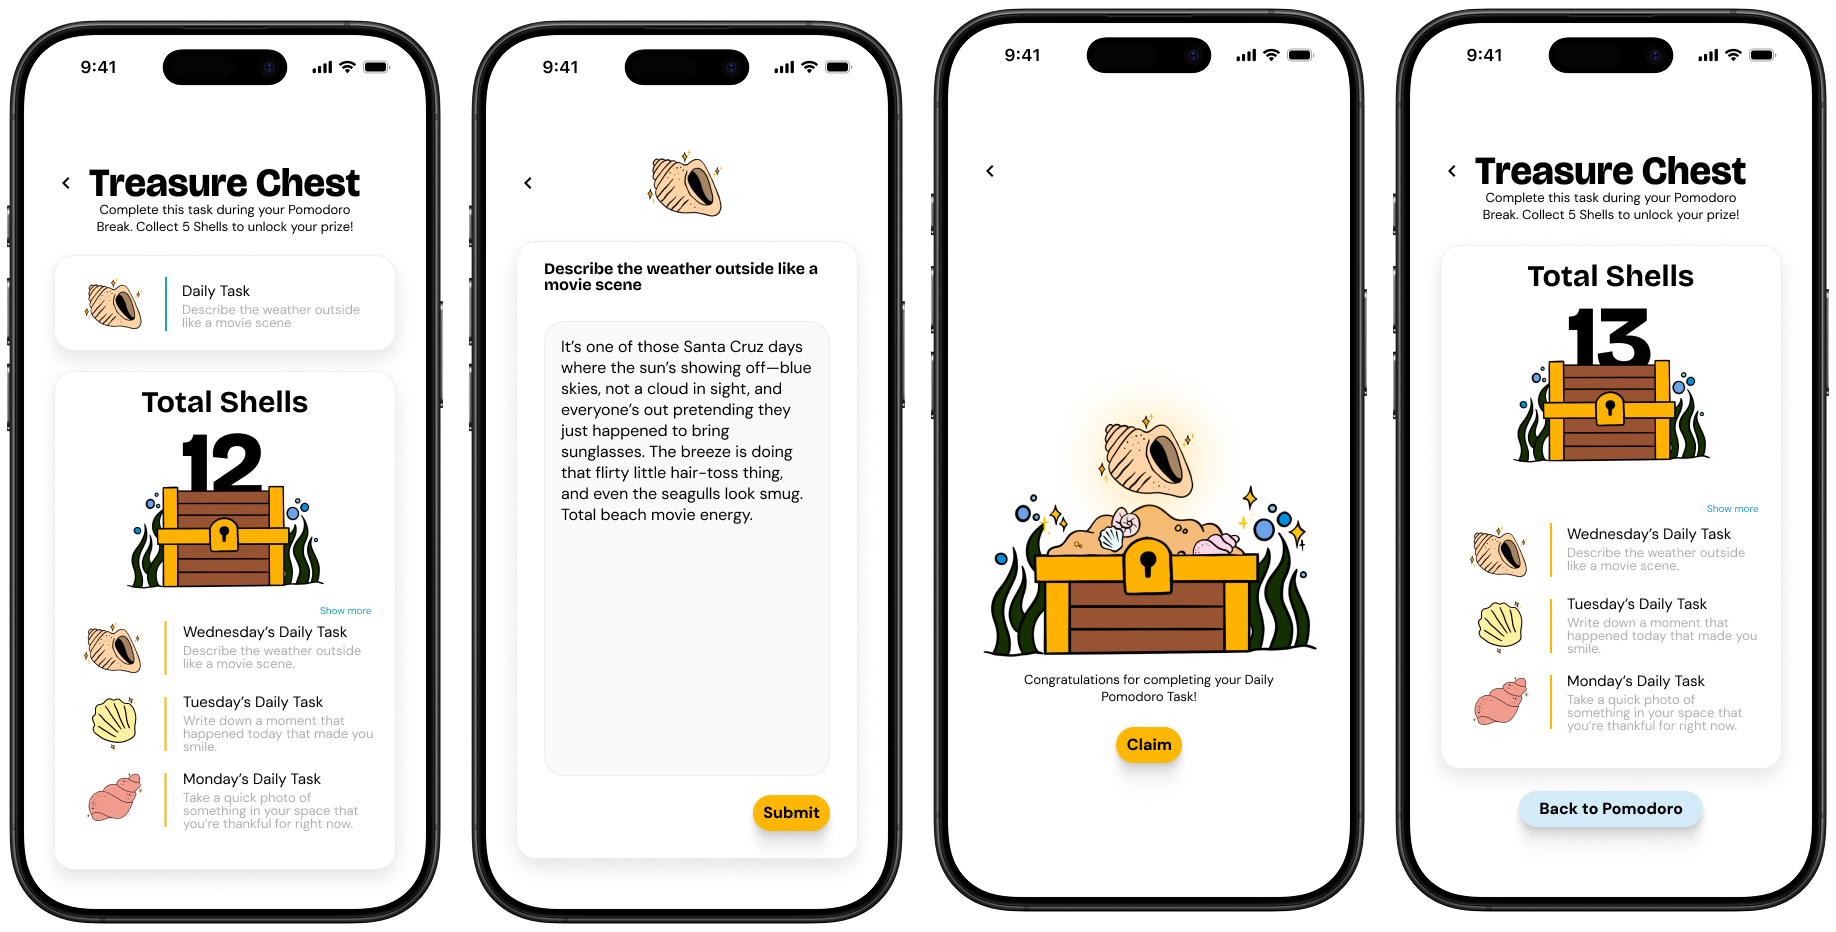 9:41
Treasure Chest
Complete this task during your Pomodoro
Break. Collect 5 Shells to unlock your prize!
Daily Task
Describe the weather outside
like a movie scene
Total Shells
12
Show more
Wednesday’s Daily Task
Describe the weather outside
like a movie scene.
Tuesday’s Daily Task
Write down a moment that
happened today that made you
smile.
Monday’s Daily Task
Take a quick photo of
something in your space that
you’re thankful for right now.
9:41
Describe the weather outside like a
movie scene
It’s one of those Santa Cruz days
where the sun’s showing off—blue
skies, not a cloud in sight, and
everyone’s out pretending they
just happened to bring
sunglasses. The breeze is doing
that flirty little hair-toss thing,
and even the seagulls look smug.
Total beach movie energy.
Submit
9:41
Congratulations for completing your Daily
Pomodoro Task!
Claim
9:41
Treasure Chest
Complete this task during your Pomodoro
Break. Collect 5 Shells to unlock your prize!
Total Shells
13
Show more
Wednesday’s Daily Task
Describe the weather outside
like a movie scene.
Tuesday’s Daily Task
Write down a moment that
happened today that made you
smile.
Monday’s Daily Task
Take a quick photo of
something in your space that
you’re thankful for right now.
Back to Pomodoro